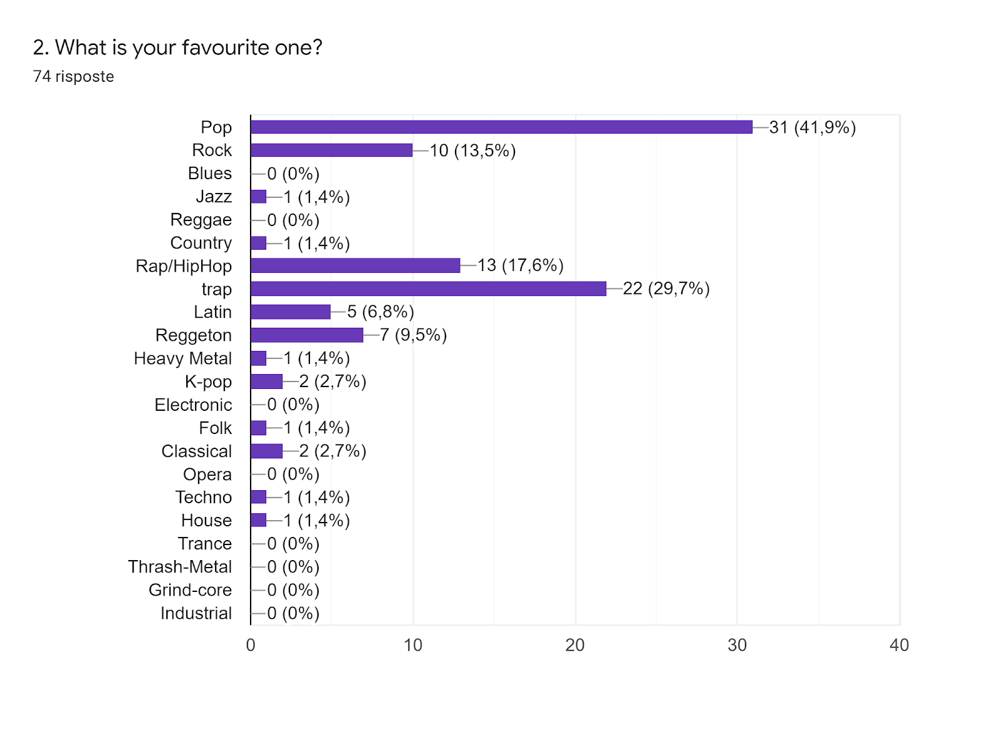 2. What is your favourite one?
74 risposte
Pop 31 (41,9%)
Rock 10 (13,5%)
Blues 0 (0%)
Jazz 1 (1,4%)
Reggae 0 (0%)
Country 1 (1,4%)
Rap/HipHop 13 (17,6%)
trap 22 (29,7%)
Latin 5 (6,8%)
Reggeton 7 (9,5%)
Heavy Metal 1 (1,4%)
K-pop 2 (2,7%)
Electronic 0 (0%)
Folk 1 (1,4%)
Classical 2 (2,7%)
Opera 0 (0%)
Techno 1 (1,4%)
House 1 (1,4%)
Trance 0 (0%)
Thrash-Metal 0 (0%)
Grind-core 0 (0%)
Industrial 0 (0%)
0 10 20 30 40